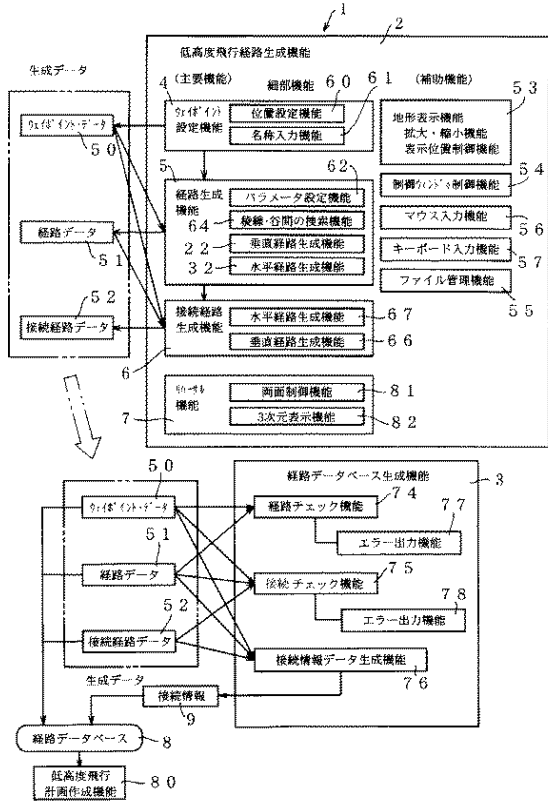 1
2
低高度飛行経路生成機能
生成データ
(主要機能)
細部機能
(補助機能)
4
60
61
53
ウェイポイント
設定機能
位置設定機能
名称入力機能
地形表示機能
拡大・縮小機能
表示位置制御機能
ウェイポイント・データ
50
5
経路生成
機能
62
パラメータ設定機能
64
稜線・谷間の捜索機能
22
垂直経路生成機能
32
水平経路生成機能
制御ウィンドウ制御機能
54
マウス入力機能
56
キーボード入力機能
57
ファイル管理機能
55
経路データ
51
52
接続経路データ
接続経路
生成機能
6
水平経路生成機能
67
垂直経路生成機能
66
機能
7
両面制御機能
81
3次元表示機能
82
50
経路データベース生成機能
3
ウェイポイント・データ
74
経路チェック機能
77
エラー出力機能
51
経路データ
75
接続チェック機能
78
エラー出力機能
52
接続経路データ
接続情報データ生成機能
76
生成データ
接続情報
9
経路データベース
8
低高度飛行
計画作成機能
80